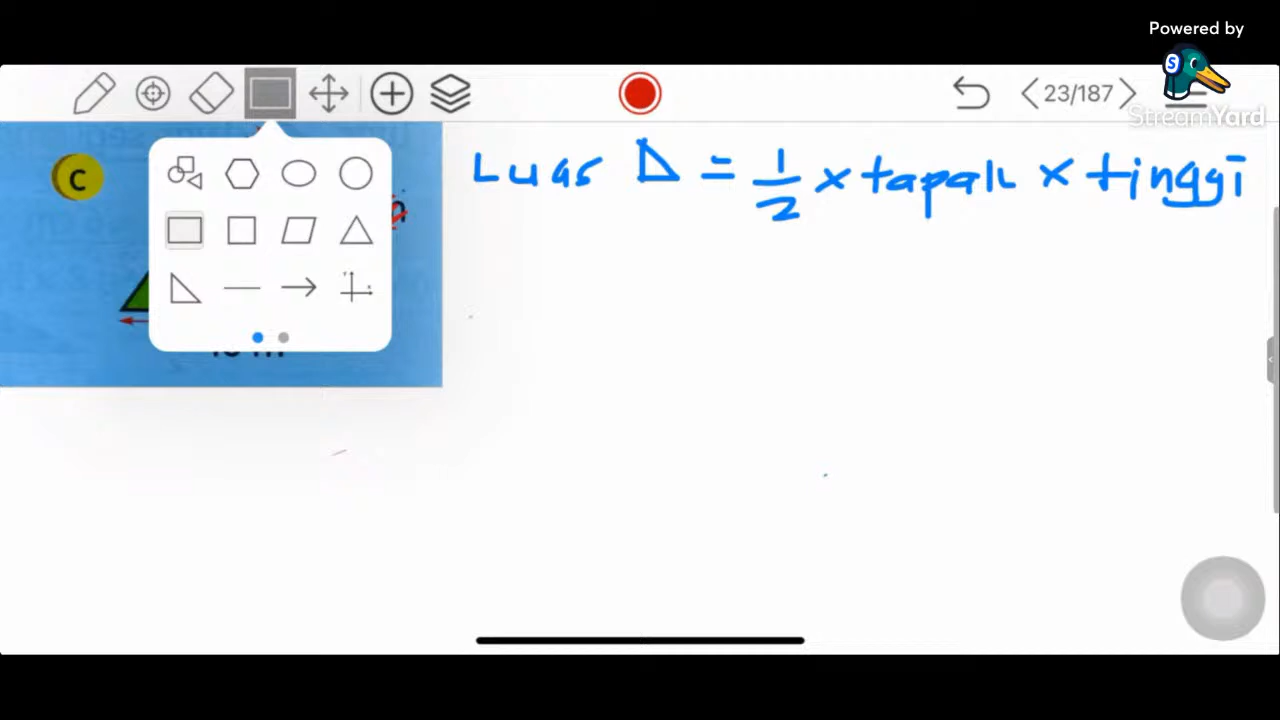 Powered by
StreamYard
23/187
C
Luas △ = 1/2 × tapak × tinggi